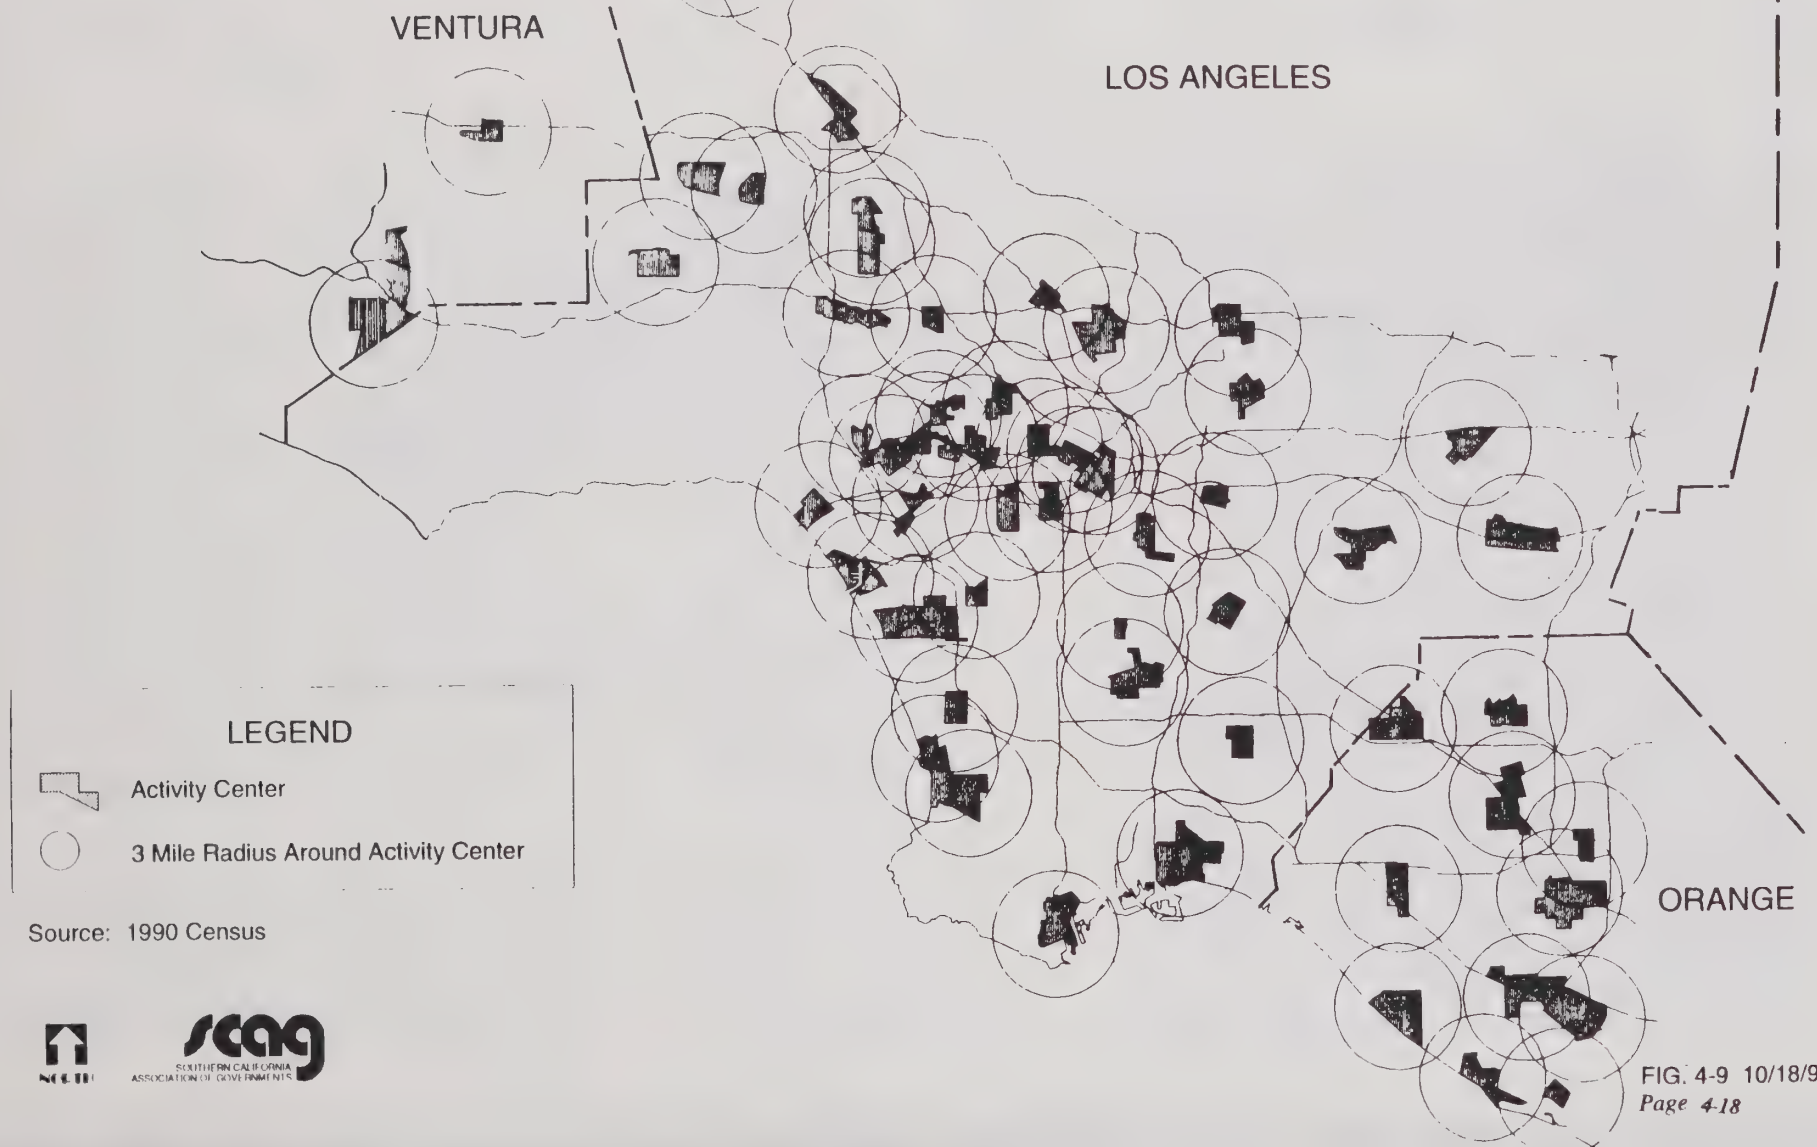 VENTURA
LOS ANGELES
LEGEND
Activity Center
3 Mile Radius Around Activity Center
Source: 1990 Census
ORANGE
scag
SOUTHERN CALIFORNIA
ASSOCIATION OF GOVERNMENTS
FIG. 4-9 10/18/9
Page 4-18